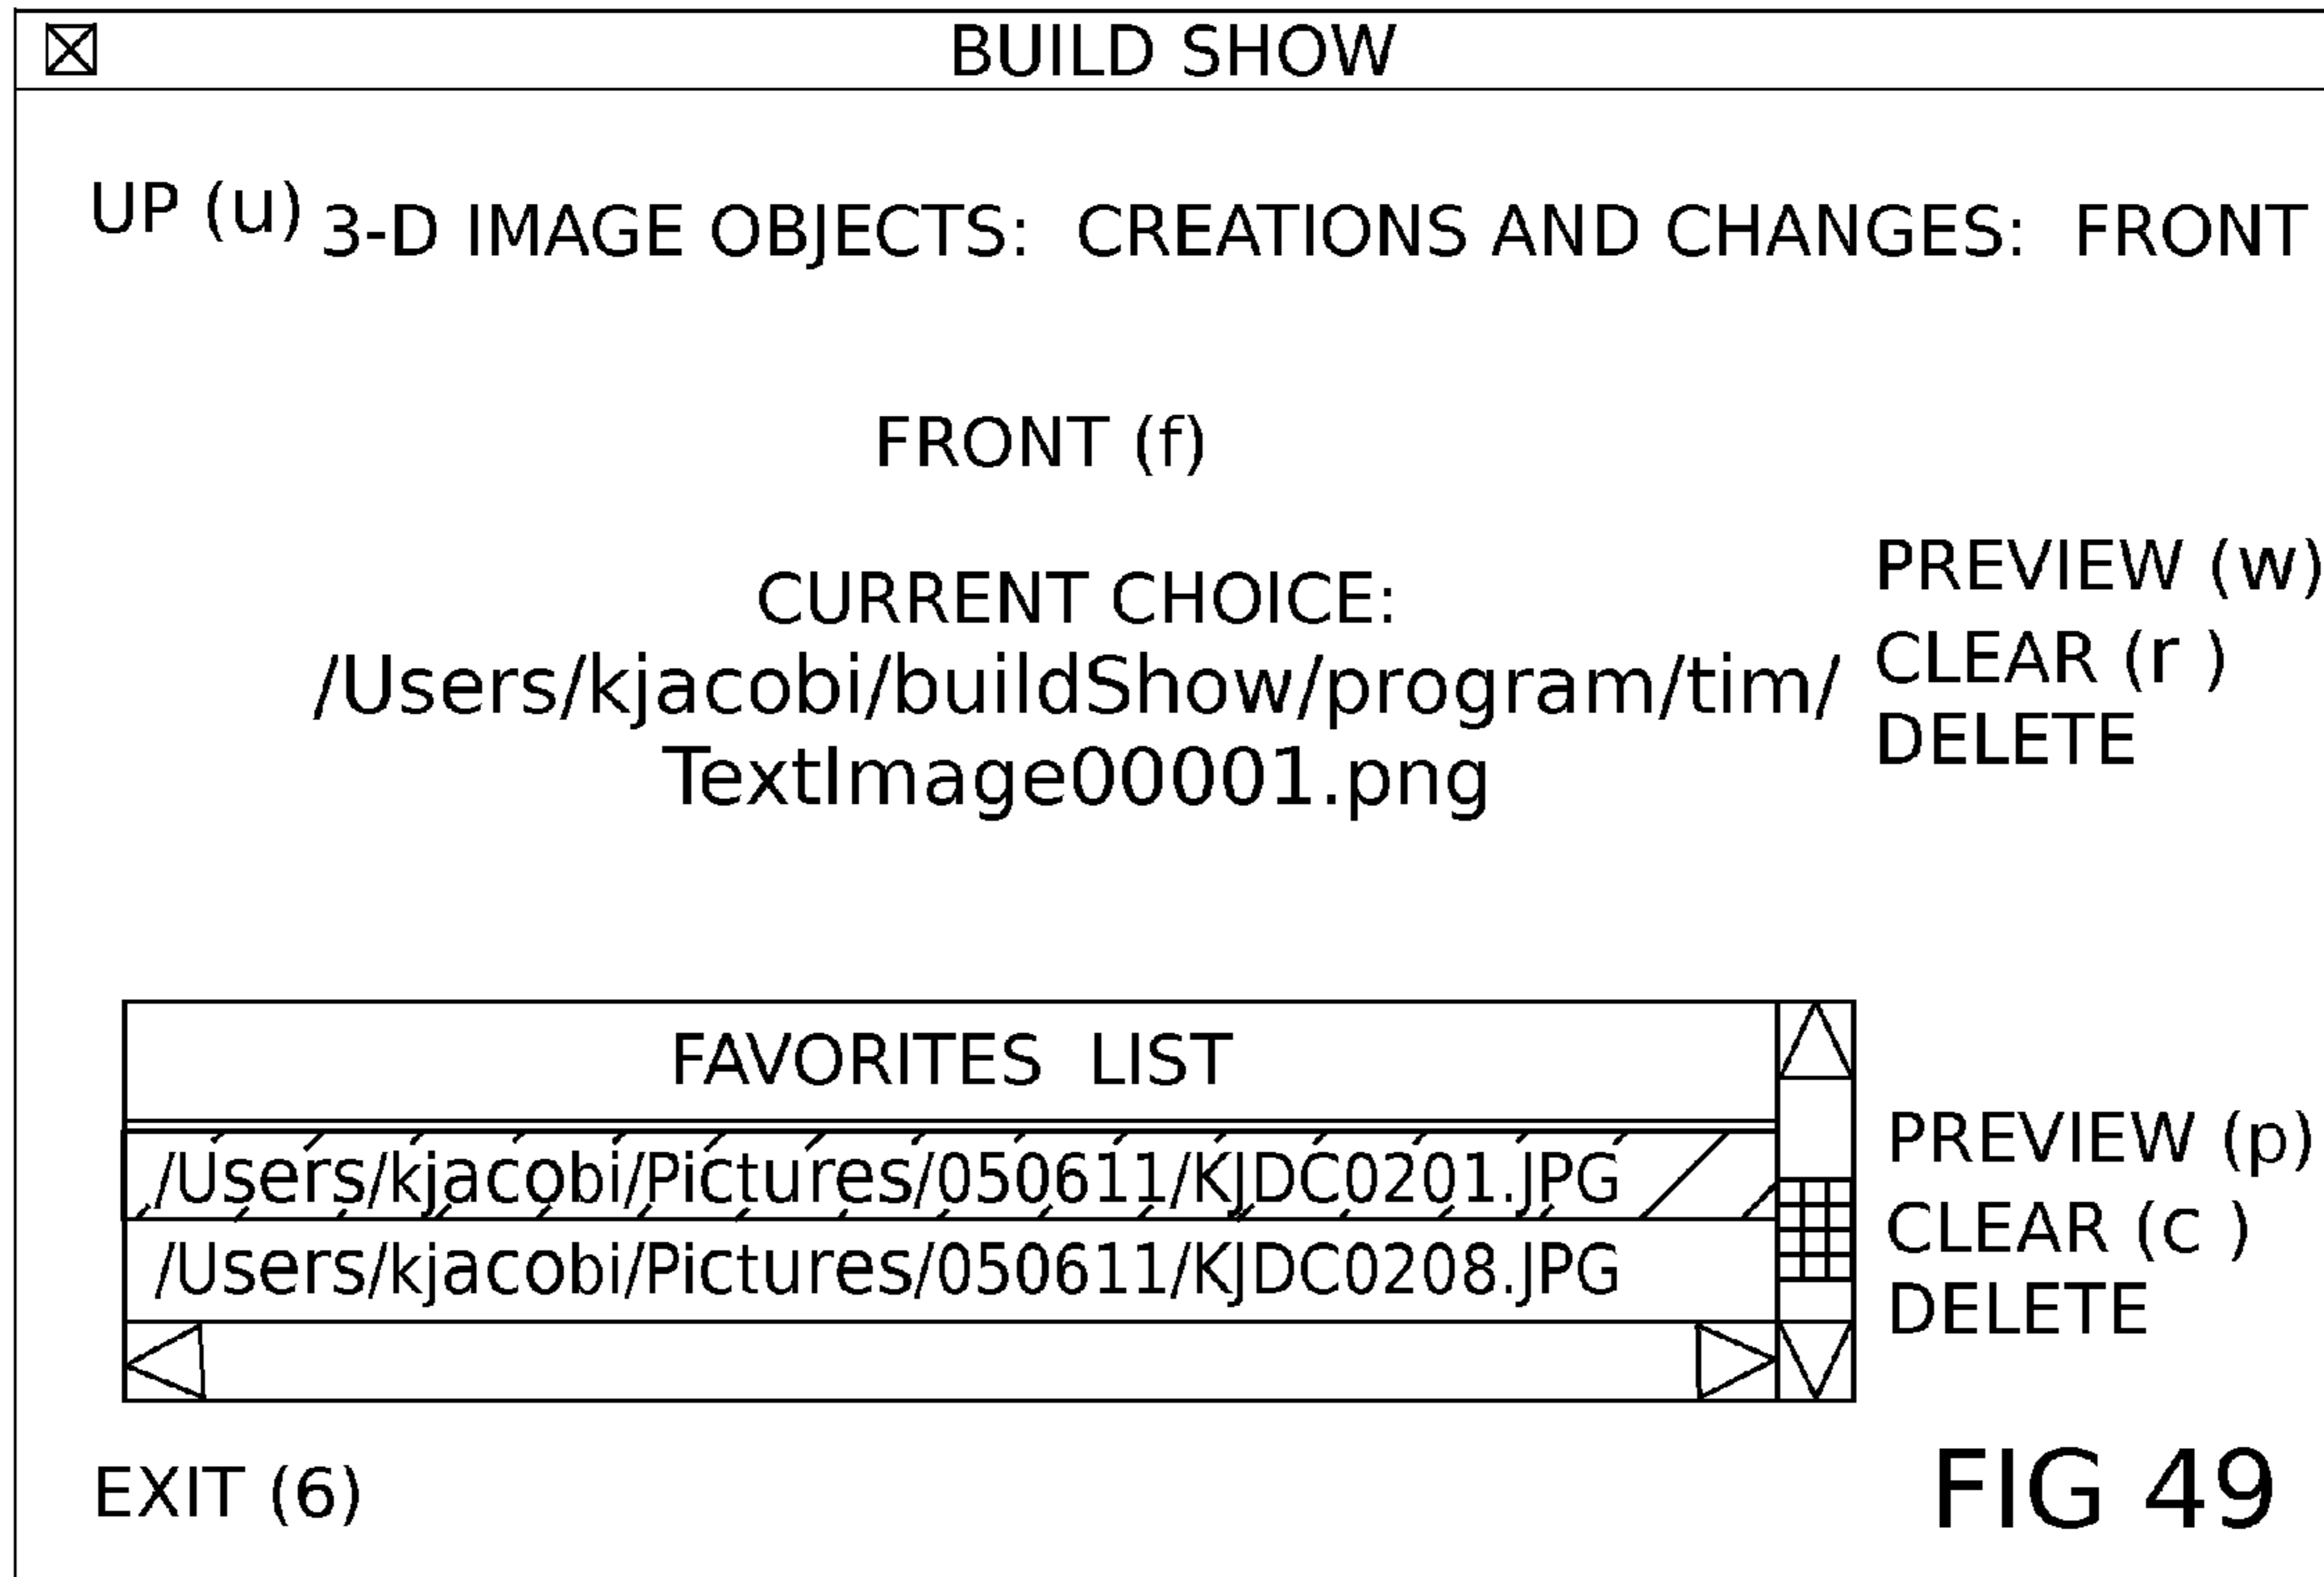 BUILD SHOW
UP (u) 3-D IMAGE OBJECTS: CREATIONS AND CHANGES: FRONT
FRONT (f)
CURRENT CHOICE:
/Users/kjacobi/buildShow/program/tim/
TextImage00001.png
PREVIEW (w)
CLEAR (r )
DELETE
FAVORITES LIST
/Users/kjacobi/Pictures/050611/KJDC0201.JPG
/Users/kjacobi/Pictures/050611/KJDC0208.JPG
PREVIEW (p)
CLEAR (c )
DELETE
EXIT (6)
FIG 49